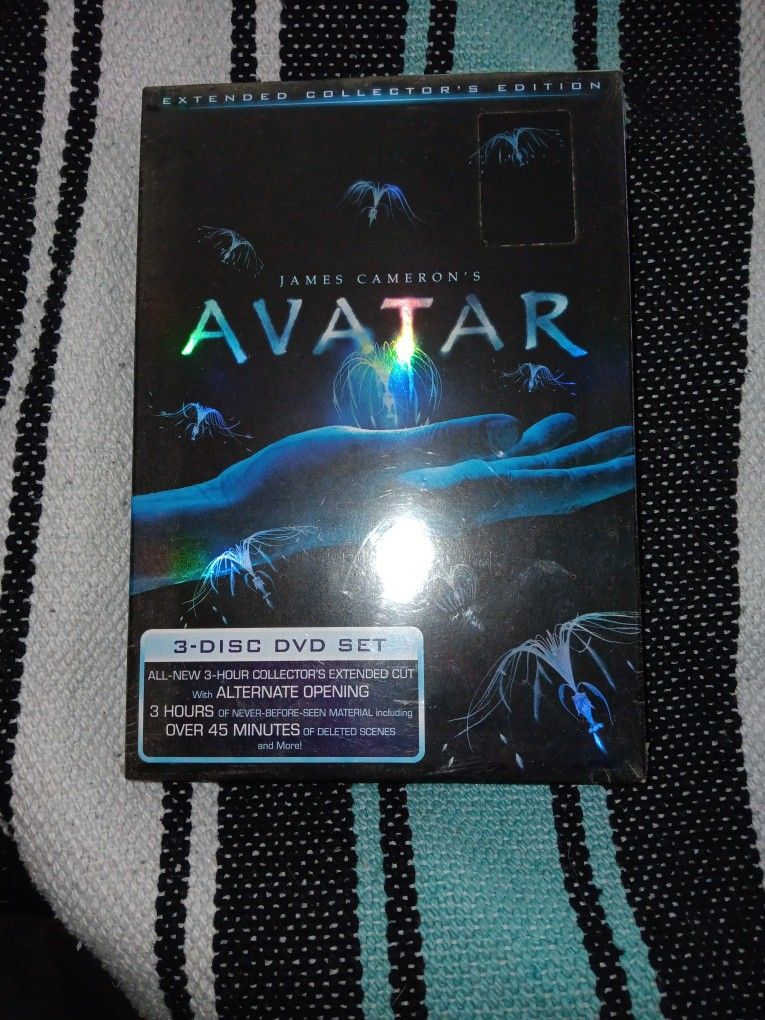 EXTENDED COLLECTOR'S EDITION
JAMES CAMERON'S
AVATAR
3-DISC DVD SET
ALL-NEW 3-HOUR COLLECTOR'S EXTENDED CUT
With ALTERNATE OPENING
3 HOURS OF NEVER-BEFORE-SEEN MATERIAL including
OVER 45 MINUTES OF DELETED SCENES
and More!